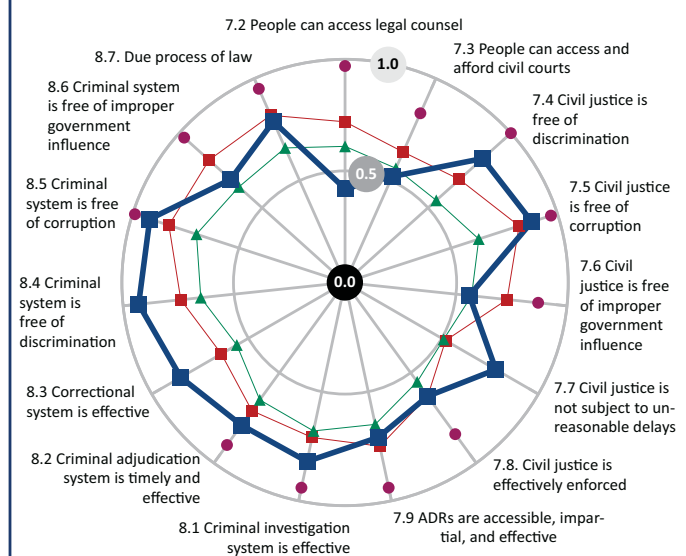 7.2 People can access legal counsel
7.3 People can access and
afford civil courts
7.4 Civil justice is
free of
discrimination
7.5 Civil justice
is free of
corruption
7.6 Civil
justice is free
of improper
government
influence
7.7 Civil justice is
not subject to un-
reasonable delays
7.8. Civil justice is
effectively enforced
7.9 ADRs are accessible, impar-
tial, and effective
8.1 Criminal investigation
system is effective
8.2 Criminal adjudication
system is timely and
effective
8.3 Correctional
system is effective
8.4 Criminal
system is
free of
discrimination
8.5 Criminal
system is free
of corruption
8.6 Criminal system
is free of improper
government
influence
8.7. Due process of law
1.0
0.5
0.0